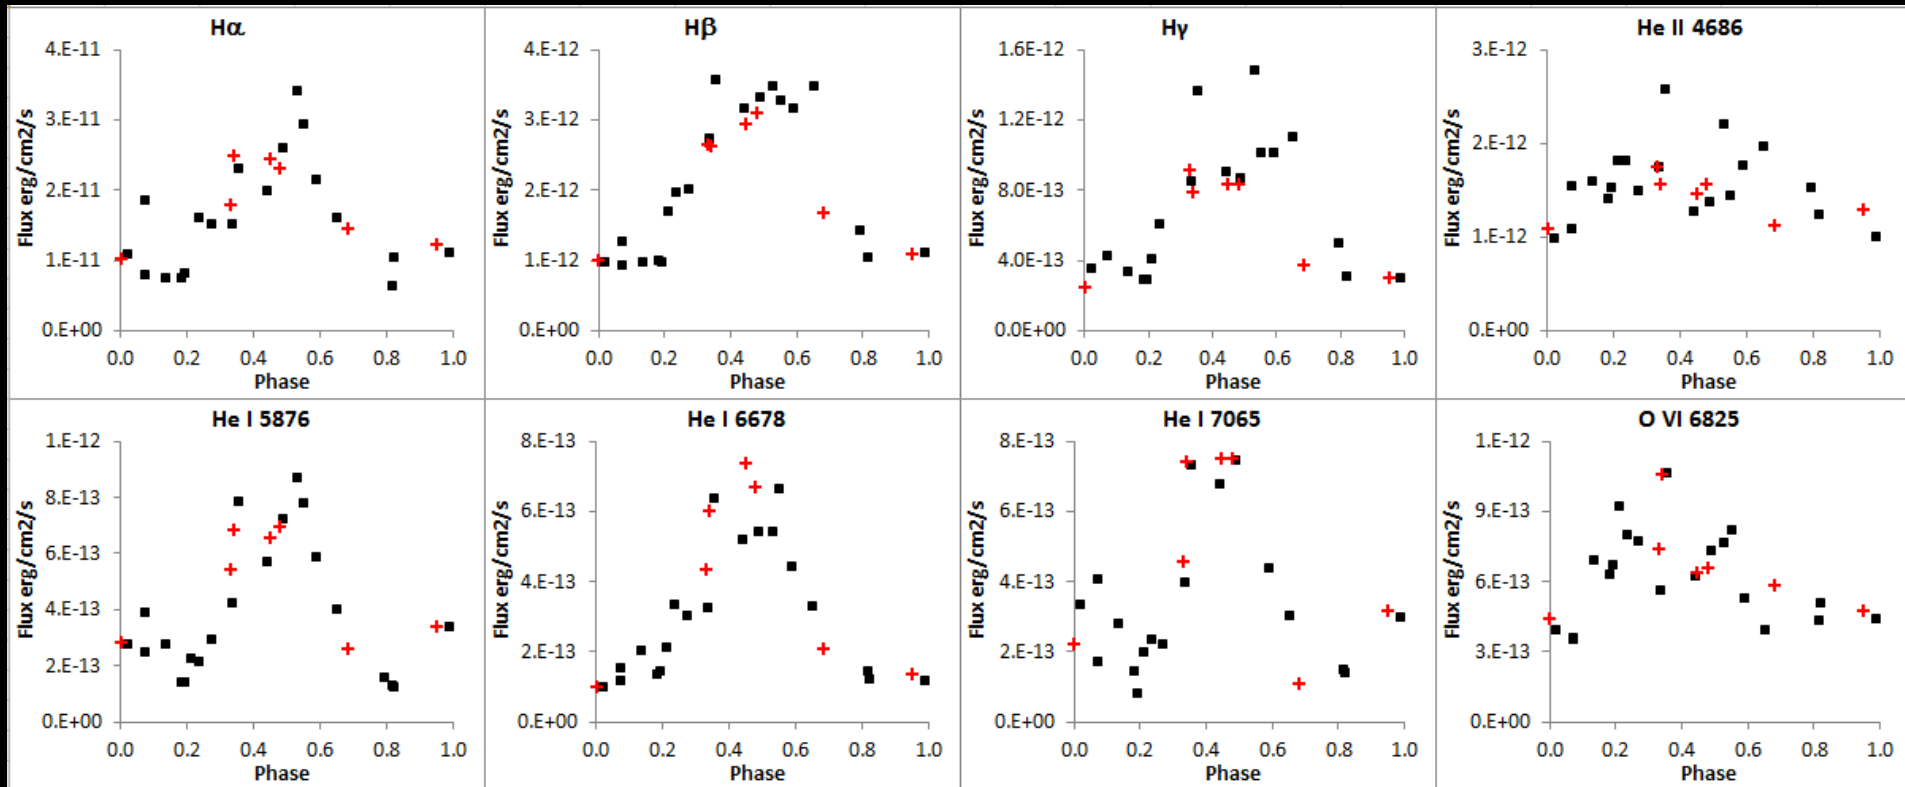 Hα
4.E-11
3.E-11
2.E-11
1.E-11
0.E+00
Flux erg/cm2/s
0.0 0.2 0.4 0.6 0.8 1.0
Phase
Hβ
4.E-12
3.E-12
2.E-12
1.E-12
0.E+00
Flux erg/cm2/s
0.0 0.2 0.4 0.6 0.8 1.0
Phase
Hγ
1.6E-12
1.2E-12
8.0E-13
4.0E-13
0.0E+00
Flux erg/cm2/s
0.0 0.2 0.4 0.6 0.8 1.0
Phase
He II 4686
3.E-12
2.E-12
1.E-12
0.E+00
Flux erg/cm2/s
0.0 0.2 0.4 0.6 0.8 1.0
Phase
He I 5876
1.E-12
8.E-13
6.E-13
4.E-13
2.E-13
0.E+00
Flux erg/cm2/s
0.0 0.2 0.4 0.6 0.8 1.0
Phase
He I 6678
8.E-13
6.E-13
4.E-13
2.E-13
0.E+00
Flux erg/cm2/s
0.0 0.2 0.4 0.6 0.8 1.0
Phase
He I 7065
8.E-13
6.E-13
4.E-13
2.E-13
0.E+00
Flux erg/cm2/s
0.0 0.2 0.4 0.6 0.8 1.0
Phase
O VI 6825
1.E-12
9.E-13
6.E-13
3.E-13
0.E+00
Flux erg/cm2/s
0.0 0.2 0.4 0.6 0.8 1.0
Phase